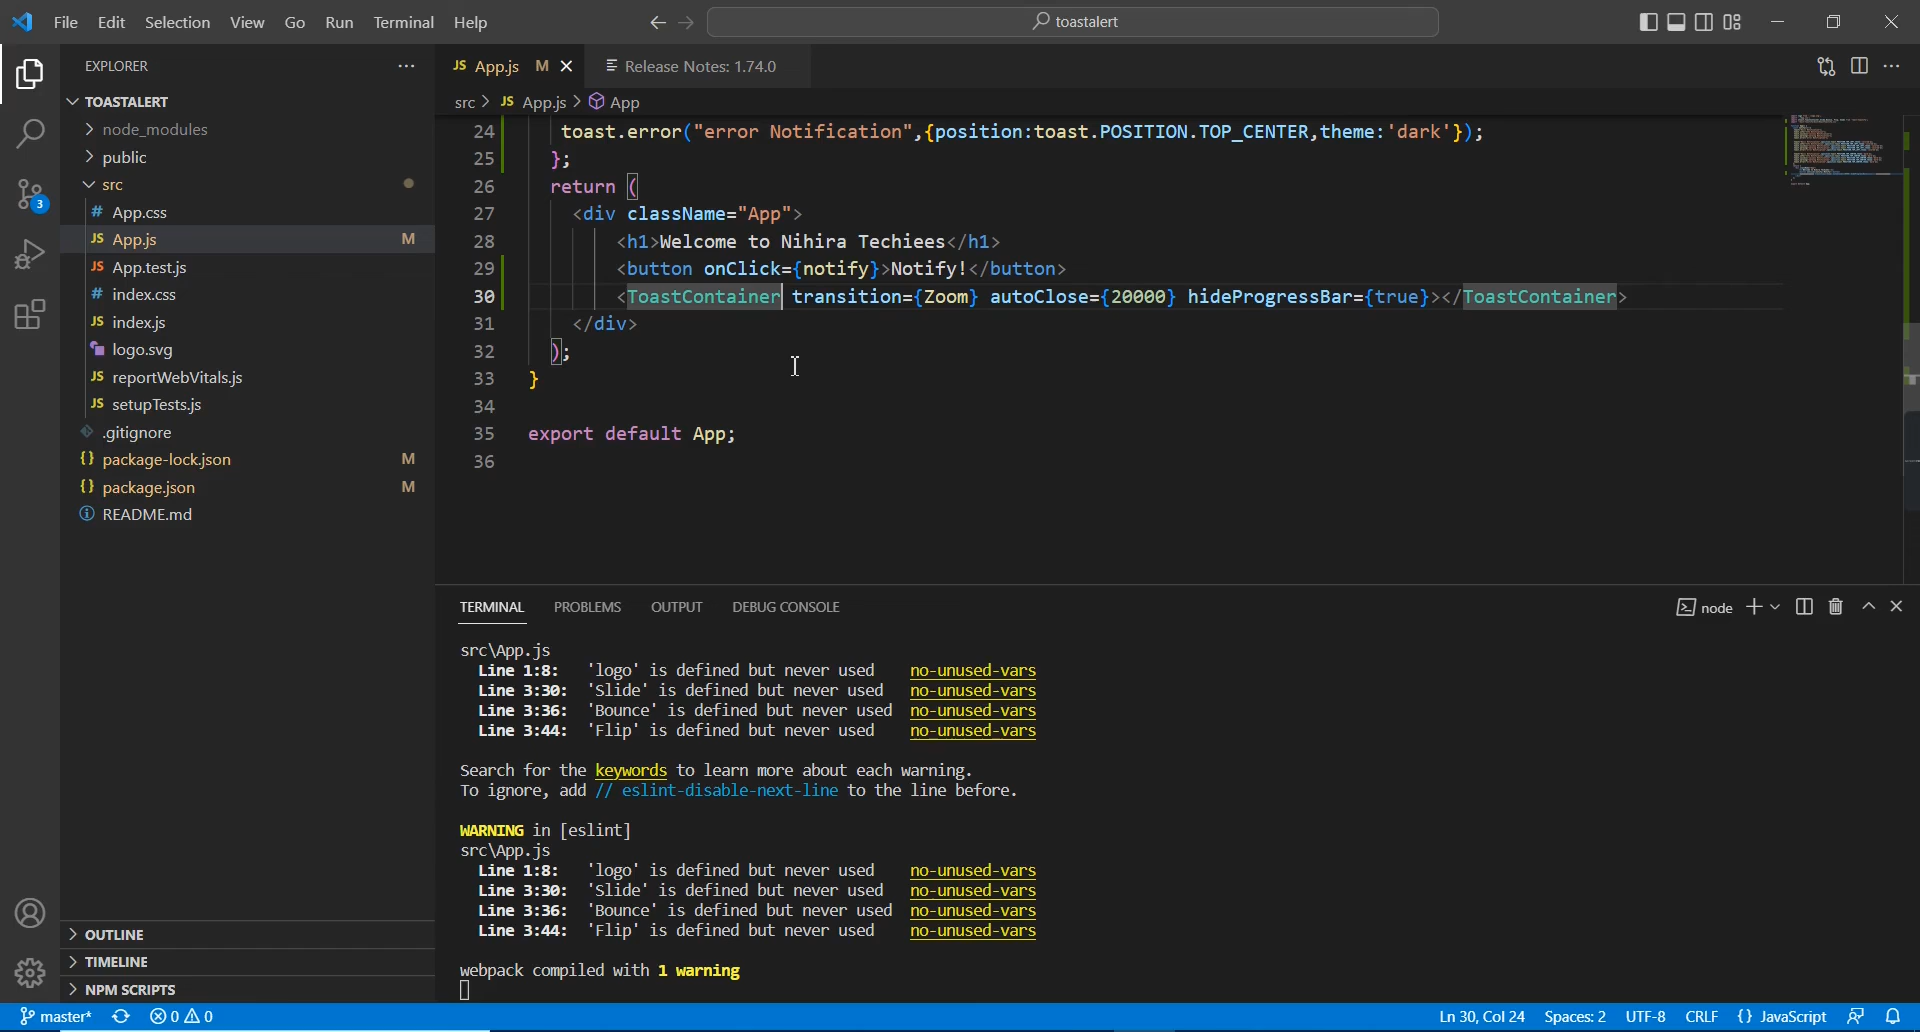 File Edit Selection View Go Run Terminal Help
toastalert
EXPLORER
TOASTALERT
node_modules
public
src
# App.css
JS App.js M
JS App.test.js
# index.css
JS index.js
logo.svg
JS reportWebVitals.js
JS setupTests.js
.gitignore
{} package-lock.json M
{} package.json M
README.md
OUTLINE
TIMELINE
NPM SCRIPTS
3
JS App.js M
Release Notes: 1.74.0
src > JS App.js > App
24 toast.error("error Notification",{position:toast.POSITION.TOP_CENTER,theme:'dark'});
25 };
26 return (
27 <div className="App">
28 <h1>Welcome to Nihira Techiees</h1>
29 <button onClick={notify}>Notify!</button>
30 <ToastContainer transition={Zoom} autoClose={20000} hideProgressBar={true}></ToastContainer>
31 </div>
32 );
33 }
34
35 export default App;
36
TERMINAL PROBLEMS OUTPUT DEBUG CONSOLE
node
src\App.js
Line 1:8: 'logo' is defined but never used no-unused-vars
Line 3:30: 'Slide' is defined but never used no-unused-vars
Line 3:36: 'Bounce' is defined but never used no-unused-vars
Line 3:44: 'Flip' is defined but never used no-unused-vars
Search for the keywords to learn more about each warning.
To ignore, add // eslint-disable-next-line to the line before.
WARNING in [eslint]
src\App.js
Line 1:8: 'logo' is defined but never used no-unused-vars
Line 3:30: 'Slide' is defined but never used no-unused-vars
Line 3:36: 'Bounce' is defined but never used no-unused-vars
Line 3:44: 'Flip' is defined but never used no-unused-vars
webpack compiled with 1 warning
master* 0 0 Ln 30, Col 24 Spaces: 2 UTF-8 CRLF {} JavaScript